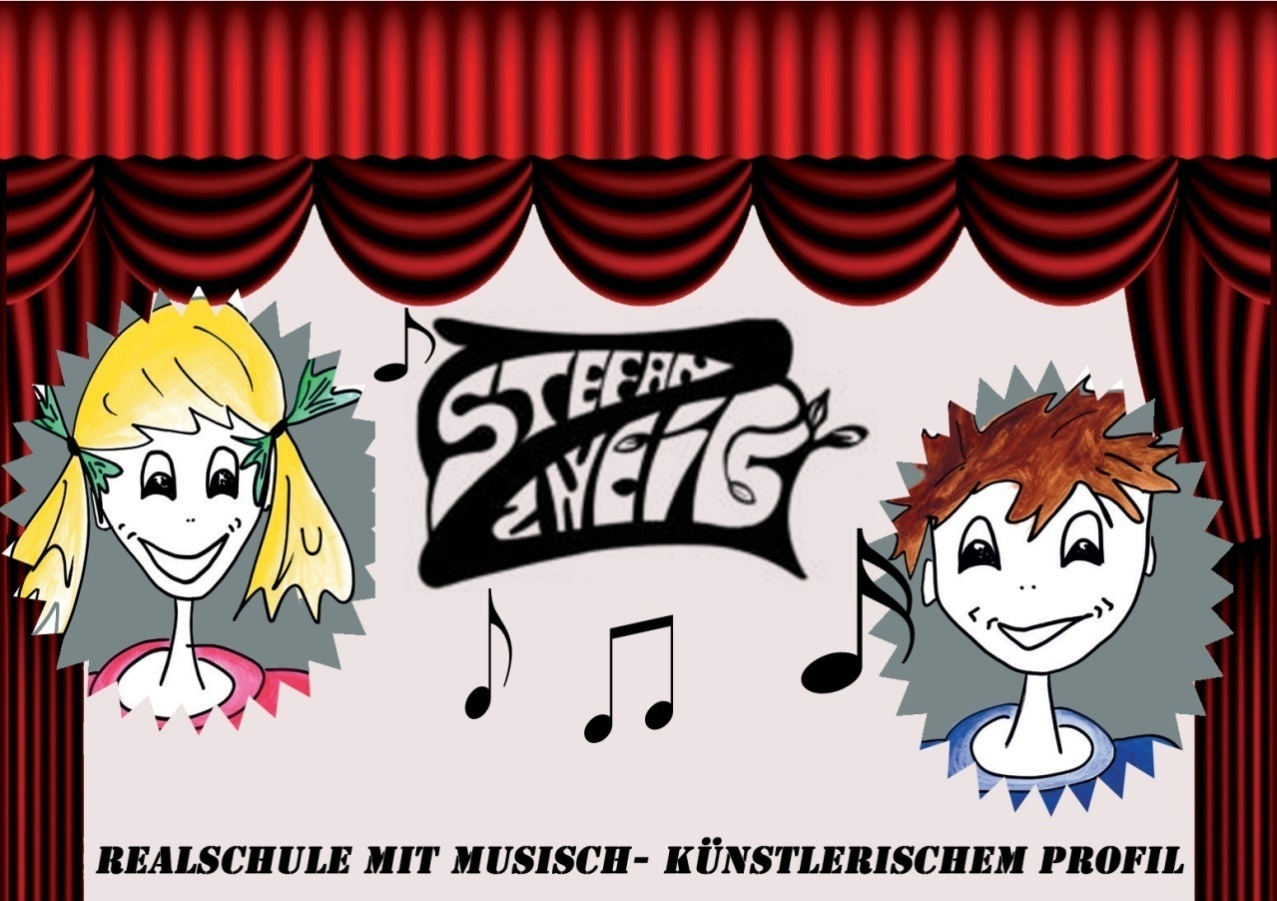 STEFAN
ZWEIG
REALSCHULE MIT MUSISCH- KÜNSTLERISCHEM PROFIL